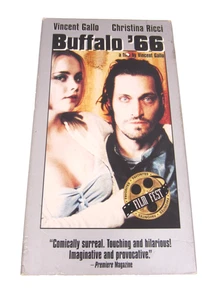 Vincent Gallo Christina Ricci
Buffalo '66
a film by Vincent Gallo
FILM FEST
"Comically surreal. Touching and hilarious!
Imaginative and provocative."
– Premiere Magazine